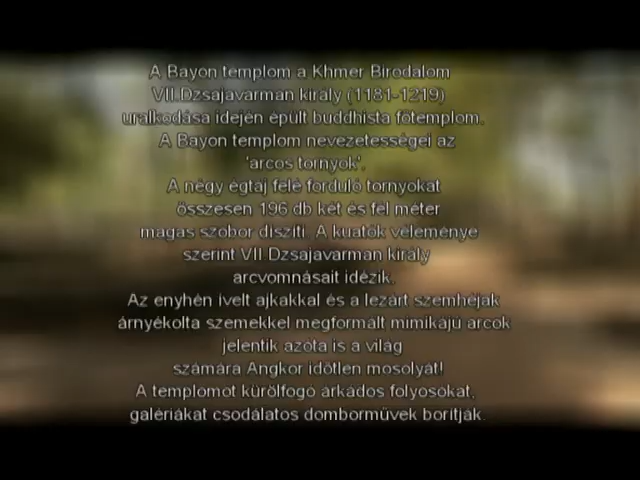 A Bayon templom a Khmer Birodalom
VII.Dzsajavarman király (1181-1219)
uralkodása idején épült buddhista főtemplom.
A Bayon templom nevezetességei az
'arcos tornyok'.
A négy égtáj felé forduló tornyokat
összesen 196 db két és fél méter
magas szobor díszíti. A kuatók véleménye
szerint VII.Dzsajavarman király
arcvomnásait idézik.
Az enyhén ívelt ajkakkal és a lezárt szemhéjak
árnyékolta szemekkel megformált mimikájú arcok
jelentik azóta is a világ
számára Angkor időtlen mosolyát!
A templomot kürölfogó árkádos folyosókat,
galériákat csodálatos domborművek borítják.